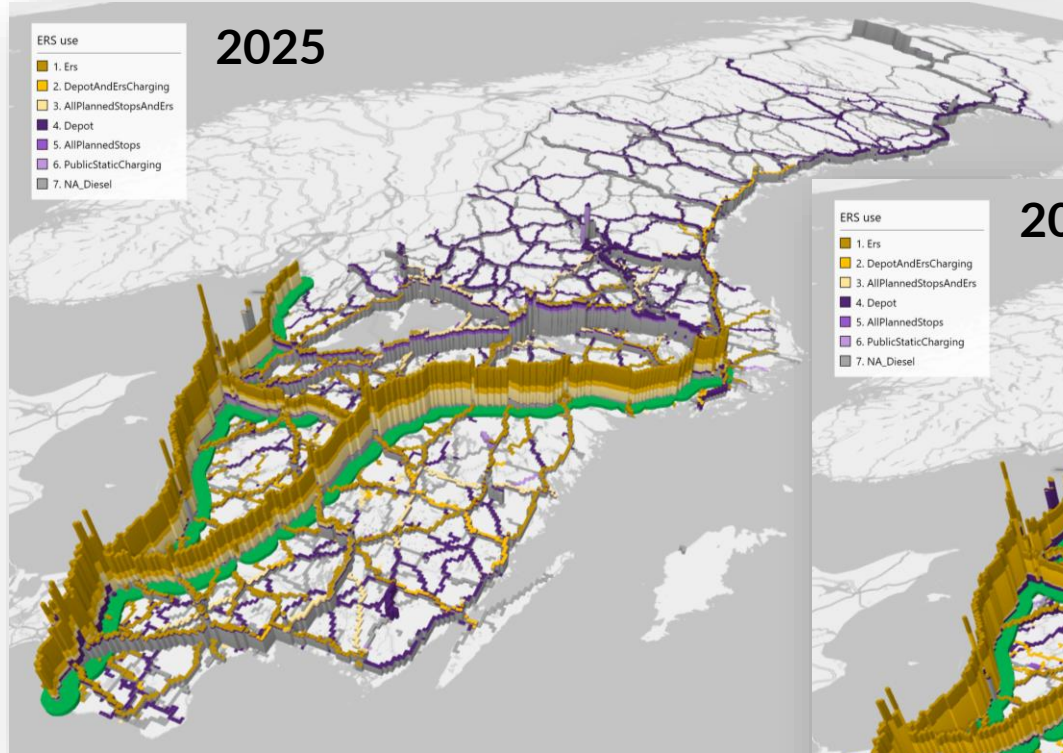 2025
ERS use
1. Ers
2. DepotAndErsCharging
3. AllPlannedStopsAndErs
4. Depot
5. AllPlannedStops
6. PublicStaticCharging
7. NA_Diesel
20
ERS use
1. Ers
2. DepotAndErsCharging
3. AllPlannedStopsAndErs
4. Depot
5. AllPlannedStops
6. PublicStaticCharging
7. NA_Diesel